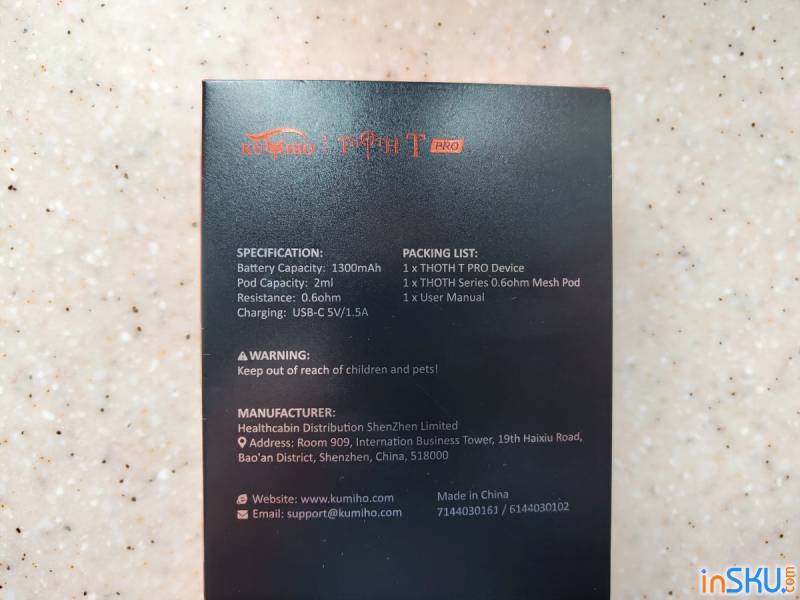 KUMIHO | THOTH T PRO
SPECIFICATION:
Battery Capacity: 1300mAh
Pod Capacity: 2ml
Resistance: 0.6ohm
Charging: USB-C 5V/1.5A
PACKING LIST:
1 x THOTH T PRO Device
1 x THOTH Series 0.6ohm Mesh Pod
1 x User Manual
WARNING:
Keep out of reach of children and pets!
MANUFACTURER:
Healthcabin Distribution ShenZhen Limited
Address: Room 909, Internation Business Tower, 19th Haixiu Road,
Bao'an District, Shenzhen, China, 518000
Website: www.kumiho.com
Email: support@kumiho.com
Made in China
7144030161 / 6144030102
inSKU.com